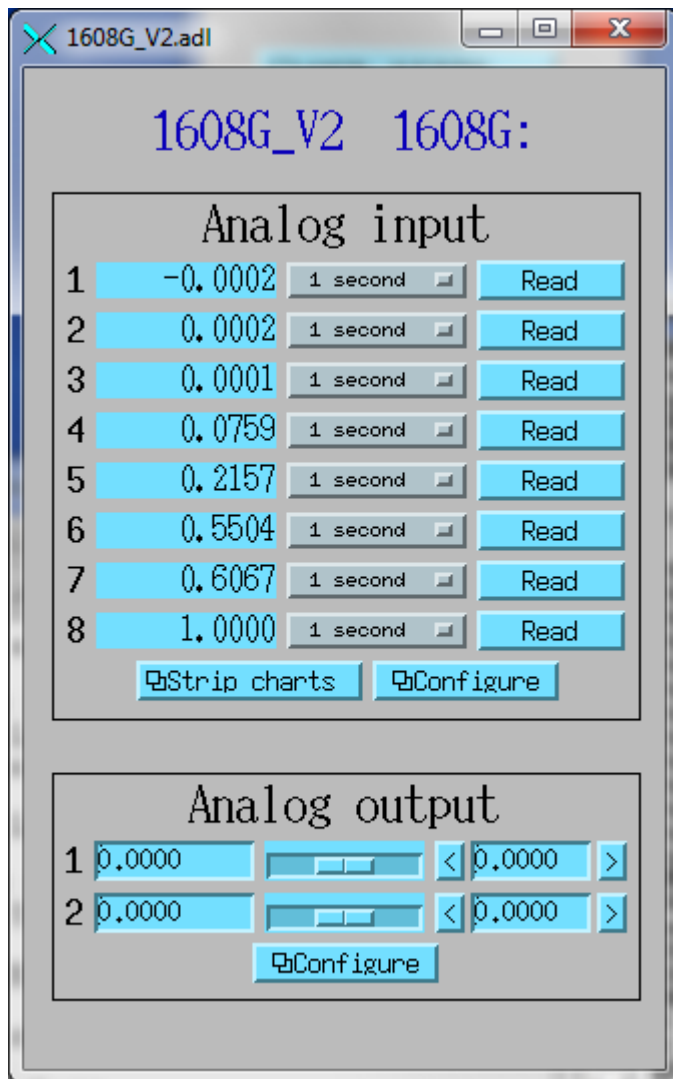 1608G_V2.adl
1608G_V2 1608G:
Analog input
1 -0.0002 1 second Read
2 0.0002 1 second Read
3 0.0001 1 second Read
4 0.0759 1 second Read
5 0.2157 1 second Read
6 0.5504 1 second Read
7 0.6067 1 second Read
8 1.0000 1 second Read
Strip charts Configure
Analog output
1 0.0000 < 0.0000 >
2 0.0000 < 0.0000 >
Configure